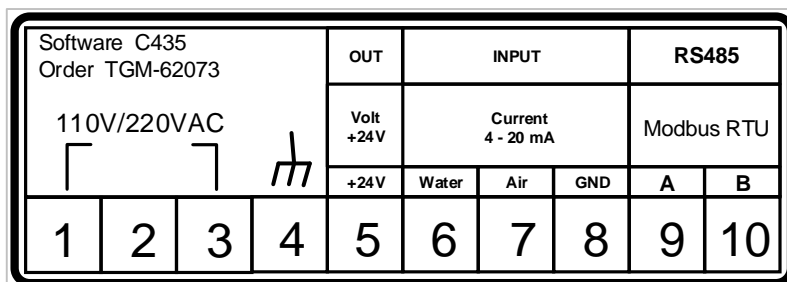 Software C435
Order TGM-62073
110V/220VAC
OUT INPUT RS485
Volt
+24V
Current
4 - 20 mA
Modbus RTU
+24V Water Air GND A B
1 2 3 4 5 6 7 8 9 10